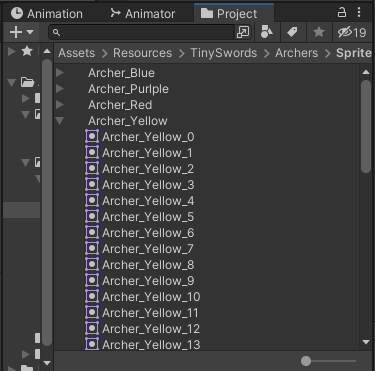 Animation Animator Project
19
Assets > Resources > TinySwords > Archers > Sprite
Archer_Blue
Archer_Purlple
Archer_Red
Archer_Yellow
Archer_Yellow_0
Archer_Yellow_1
Archer_Yellow_2
Archer_Yellow_3
Archer_Yellow_4
Archer_Yellow_5
Archer_Yellow_6
Archer_Yellow_7
Archer_Yellow_8
Archer_Yellow_9
Archer_Yellow_10
Archer_Yellow_11
Archer_Yellow_12
Archer_Yellow_13